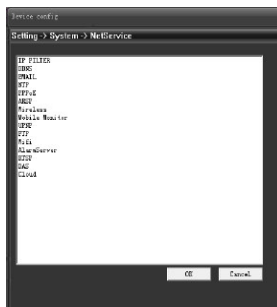 Device config
Setting -> System -> NetService
IP FILTER
DDNS
EMAIL
NTP
PPPoE
ARSP
Wireless
Mobile Monitor
UPNP
FTP
Wifi
AlarmServer
RTSP
DAS
Cloud
OK
Cancel